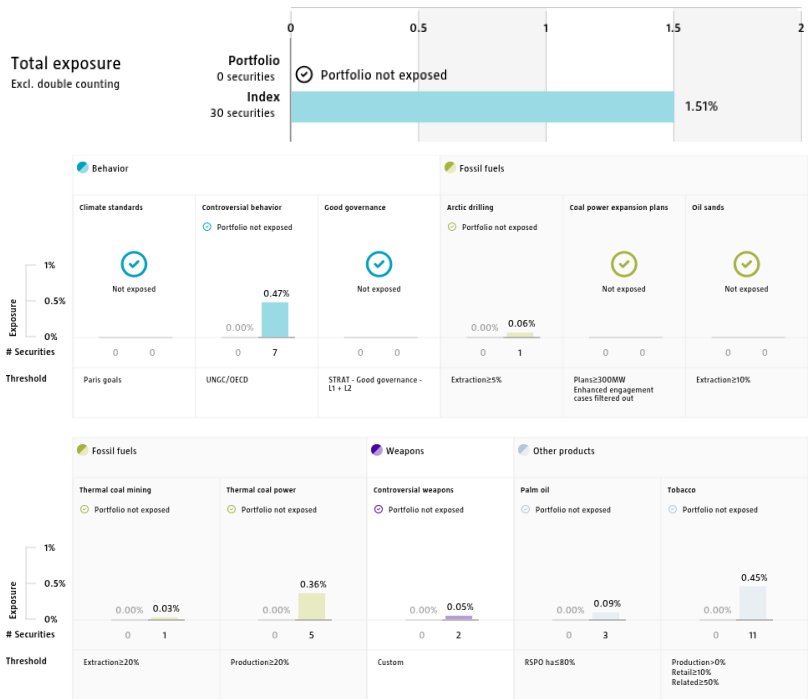 0 0.5 1 1.5 2
Total exposure
Excl. double counting
Portfolio
0 securities
Portfolio not exposed
Index
30 securities
1.51%
Behavior
Fossil fuels
Climate standards
Controversial behavior
Good governance
Arctic drilling
Coal power expansion plans
Oil sands
Portfolio not exposed
Portfolio not exposed
Not exposed
Not exposed
Not exposed
Not exposed
Exposure
1%
0.5%
0%
0.00% 0.47%
0.00% 0.06%
# Securities
0 0
0 7
0 0
0 1
0 0
0 0
Threshold
Paris goals
UNGC/OECD
STRAT - Good governance -
L1 + L2
Extraction≥5%
Plans≥300MW
Enhanced engagement
cases filtered out
Extraction≥10%
Fossil fuels
Weapons
Other products
Thermal coal mining
Thermal coal power
Controversial weapons
Palm oil
Tobacco
Portfolio not exposed
Portfolio not exposed
Portfolio not exposed
Portfolio not exposed
Portfolio not exposed
Exposure
1%
0.5%
0%
0.00% 0.03%
0.00% 0.36%
0.00% 0.05%
0.00% 0.09%
0.00% 0.45%
# Securities
0 1
0 5
0 2
0 3
0 11
Threshold
Extraction≥20%
Production≥20%
Custom
RSPO ha≤80%
Production>0%
Retail≥10%
Related≥50%